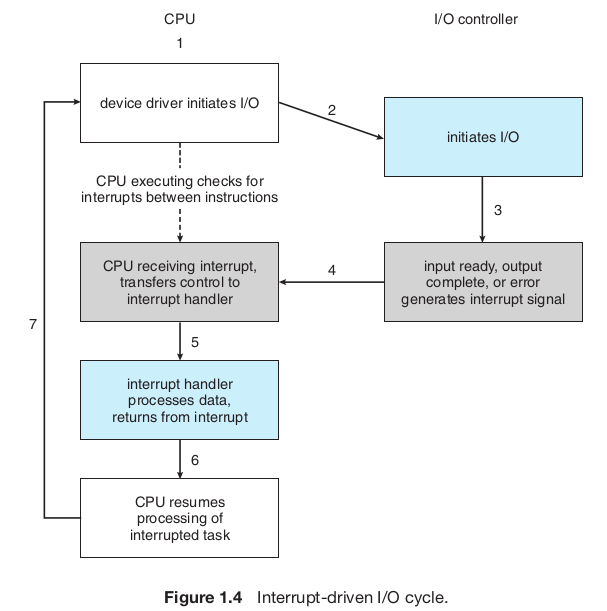 CPU
I/O controller
1
device driver initiates I/O
2
initiates I/O
CPU executing checks for
interrupts between instructions
3
CPU receiving interrupt,
transfers control to
interrupt handler
4
input ready, output
complete, or error
generates interrupt signal
7
5
interrupt handler
processes data,
returns from interrupt
6
CPU resumes
processing of
interrupted task
Figure 1.4 Interrupt-driven I/O cycle.